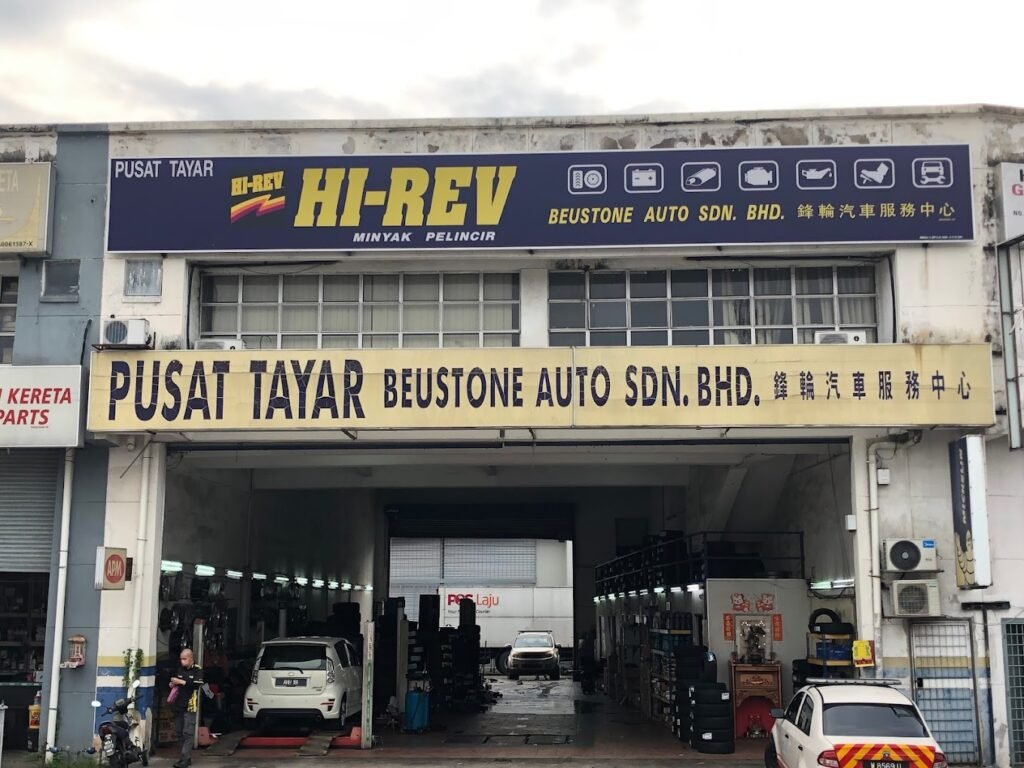 PUSAT TAYAR
HI-REV
HI-REV
MINYAK PELINCIR
BEUSTONE AUTO SDN. BHD. 鋒輪汽車服務中心
PUSAT TAYAR BEUSTONE AUTO SDN. BHD. 鋒輪汽車服務中心
KERETA
PARTS
APM
POS Laju